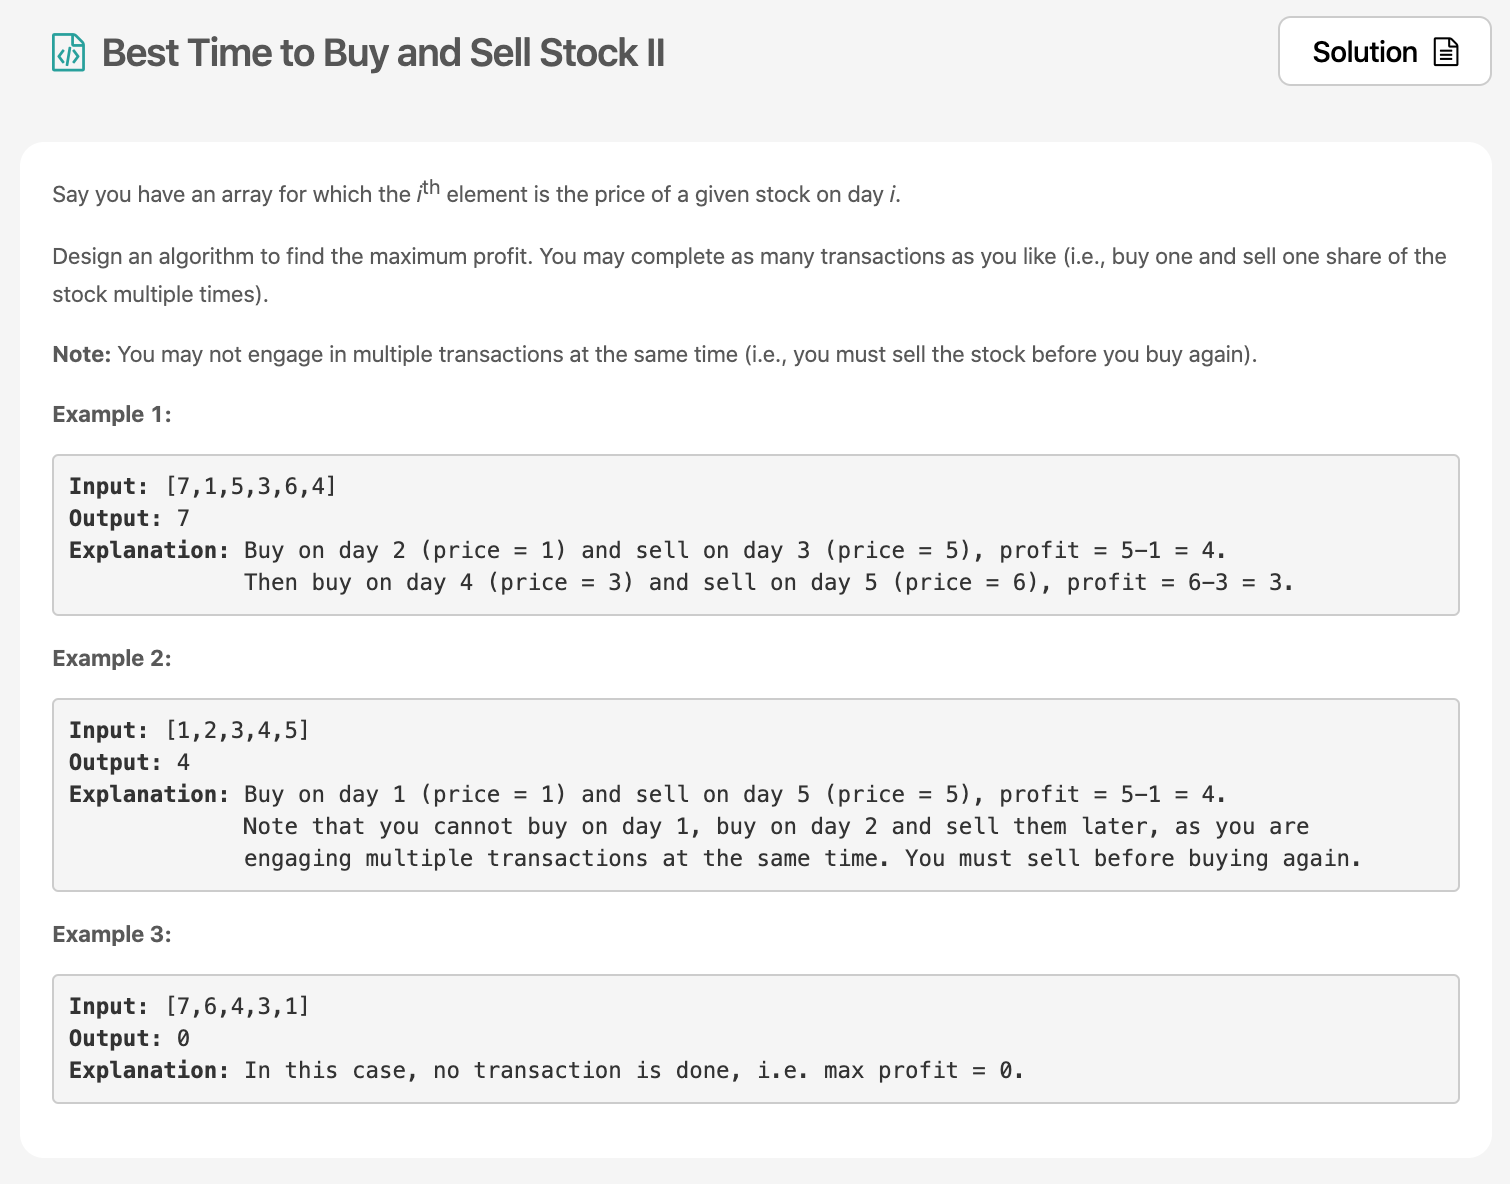 Best Time to Buy and Sell Stock II
Solution
Say you have an array for which the ith element is the price of a given stock on day i.
Design an algorithm to find the maximum profit. You may complete as many transactions as you like (i.e., buy one and sell one share of the
stock multiple times).
Note: You may not engage in multiple transactions at the same time (i.e., you must sell the stock before you buy again).
Example 1:
Input: [7,1,5,3,6,4]
Output: 7
Explanation: Buy on day 2 (price = 1) and sell on day 3 (price = 5), profit = 5-1 = 4.
Then buy on day 4 (price = 3) and sell on day 5 (price = 6), profit = 6-3 = 3.
Example 2:
Input: [1,2,3,4,5]
Output: 4
Explanation: Buy on day 1 (price = 1) and sell on day 5 (price = 5), profit = 5-1 = 4.
Note that you cannot buy on day 1, buy on day 2 and sell them later, as you are
engaging multiple transactions at the same time. You must sell before buying again.
Example 3:
Input: [7,6,4,3,1]
Output: 0
Explanation: In this case, no transaction is done, i.e. max profit = 0.